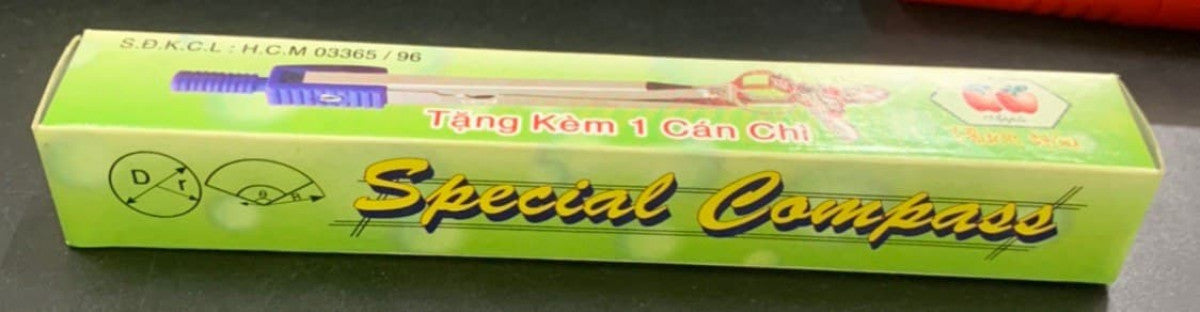 S.Đ.K.C.L : H.C.M 03365 / 96
Tặng Kèm 1 Cán Chì
D r
θ R
Special Compass